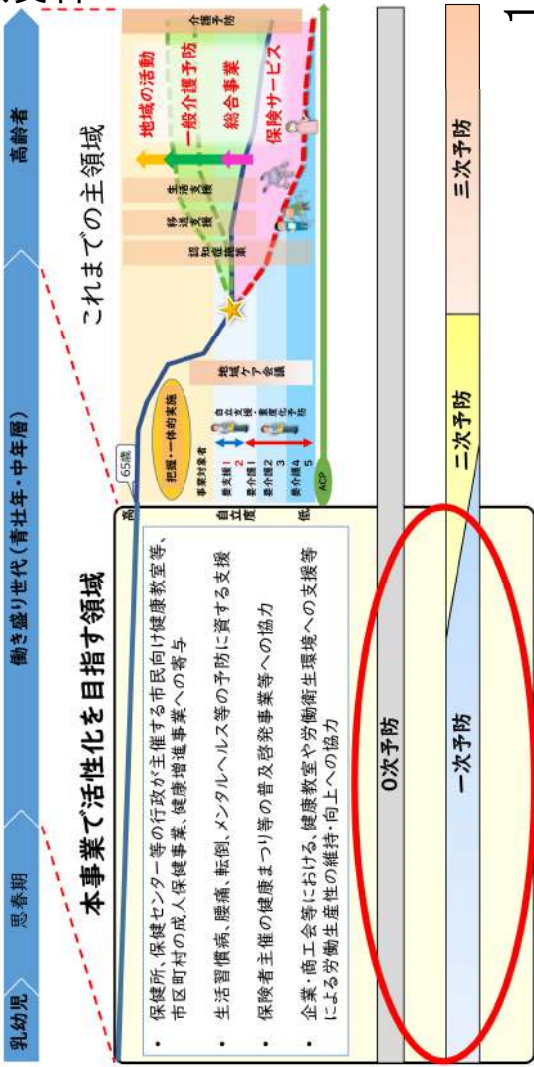 乳幼児
思春期
働き盛り世代(青壮年・中年層)
高齢者
本事業で活性化を目指す領域
これまでの主領域
・ 保健所、保健センター等の行政が主催する市民向け健康教室等、
市区町村の成人保健事業、健康増進事業への寄与
・ 生活習慣病、腰痛、転倒、メンタルヘルス等の予防に資する支援
・ 保険者主催の健康まつり等の普及啓発事業等への協力
・ 企業・商工会等における、健康教室や労働衛生環境への支援等
による労働生産性の維持・向上への協力
高
自立度
低
65歳
把握・一体的実施
事業対象者
要支援1
2
要介護1
要介護2
3
要介護4
5
自立支援・重度化予防
地域ケア会議
ACP
認知症施策
移送支援
生活支援
介護予防
地域の活動
一般介護予防
総合事業
保険サービス
0次予防
一次予防
二次予防
三次予防
1